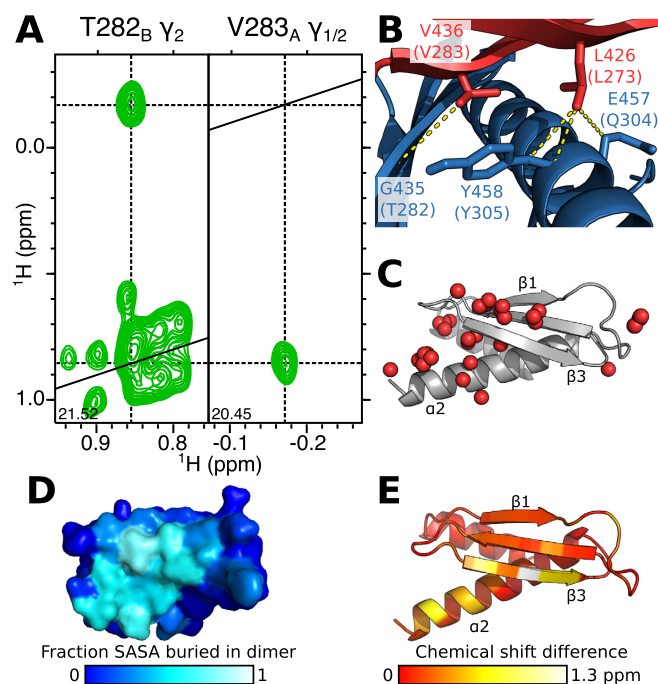 A
T282B γ2
V283A γ1/2
0.0
1.0
¹H (ppm)
21.52
20.45
0.9
0.8
-0.1
-0.2
¹H (ppm)
B
V436
(V283)
L426
(L273)
E457
(Q304)
G435
(T282)
Y458
(Y305)
C
β1
β3
α2
D
Fraction SASA buried in dimer
0
1
E
β1
β3
α2
Chemical shift difference
0
1.3 ppm